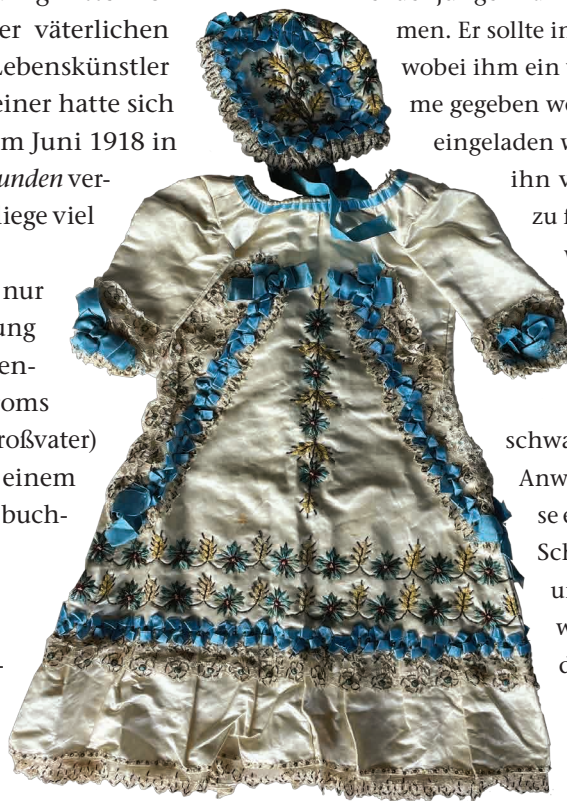 er väterlichen
Lebenskünstler
einer hatte sich
m Juni 1918 in
unden ver-
liege viel
nur
ung
en-
oms
roßvater)
einem
buch-
-
men. Er sollte in
wobei ihm ein
me gegeben we
eingeladen w
ihn v
zu f
schwa
Anw
se e
Sch
u
w
d